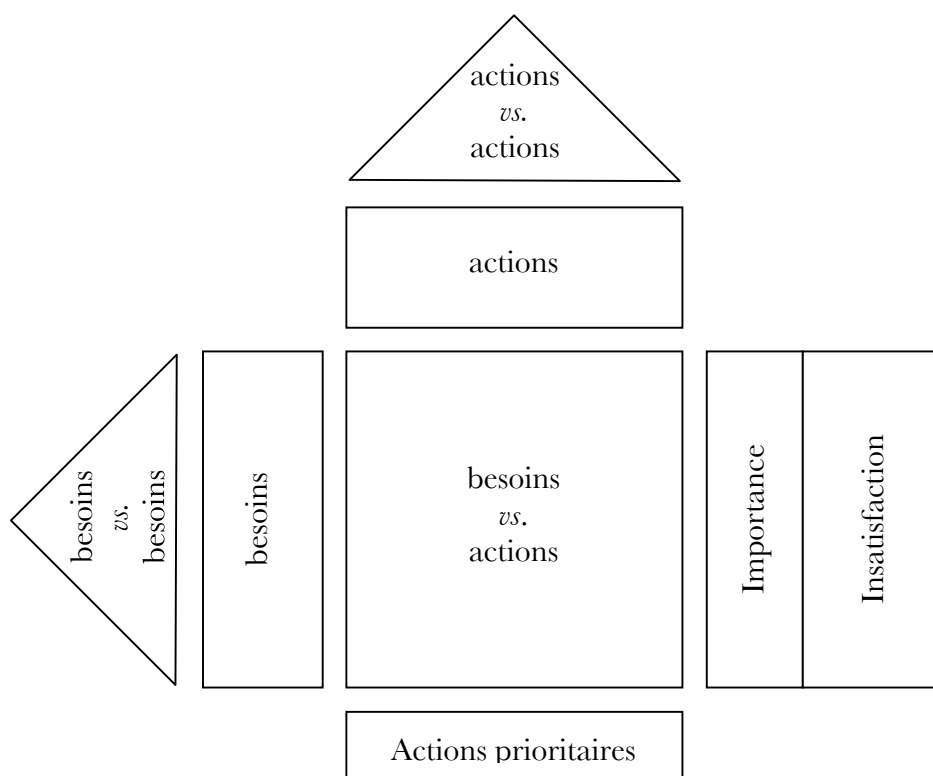 actions
vs.
actions
actions
besoins
vs.
besoins
besoins
besoins
vs.
actions
Importance
Insatisfaction
Actions prioritaires